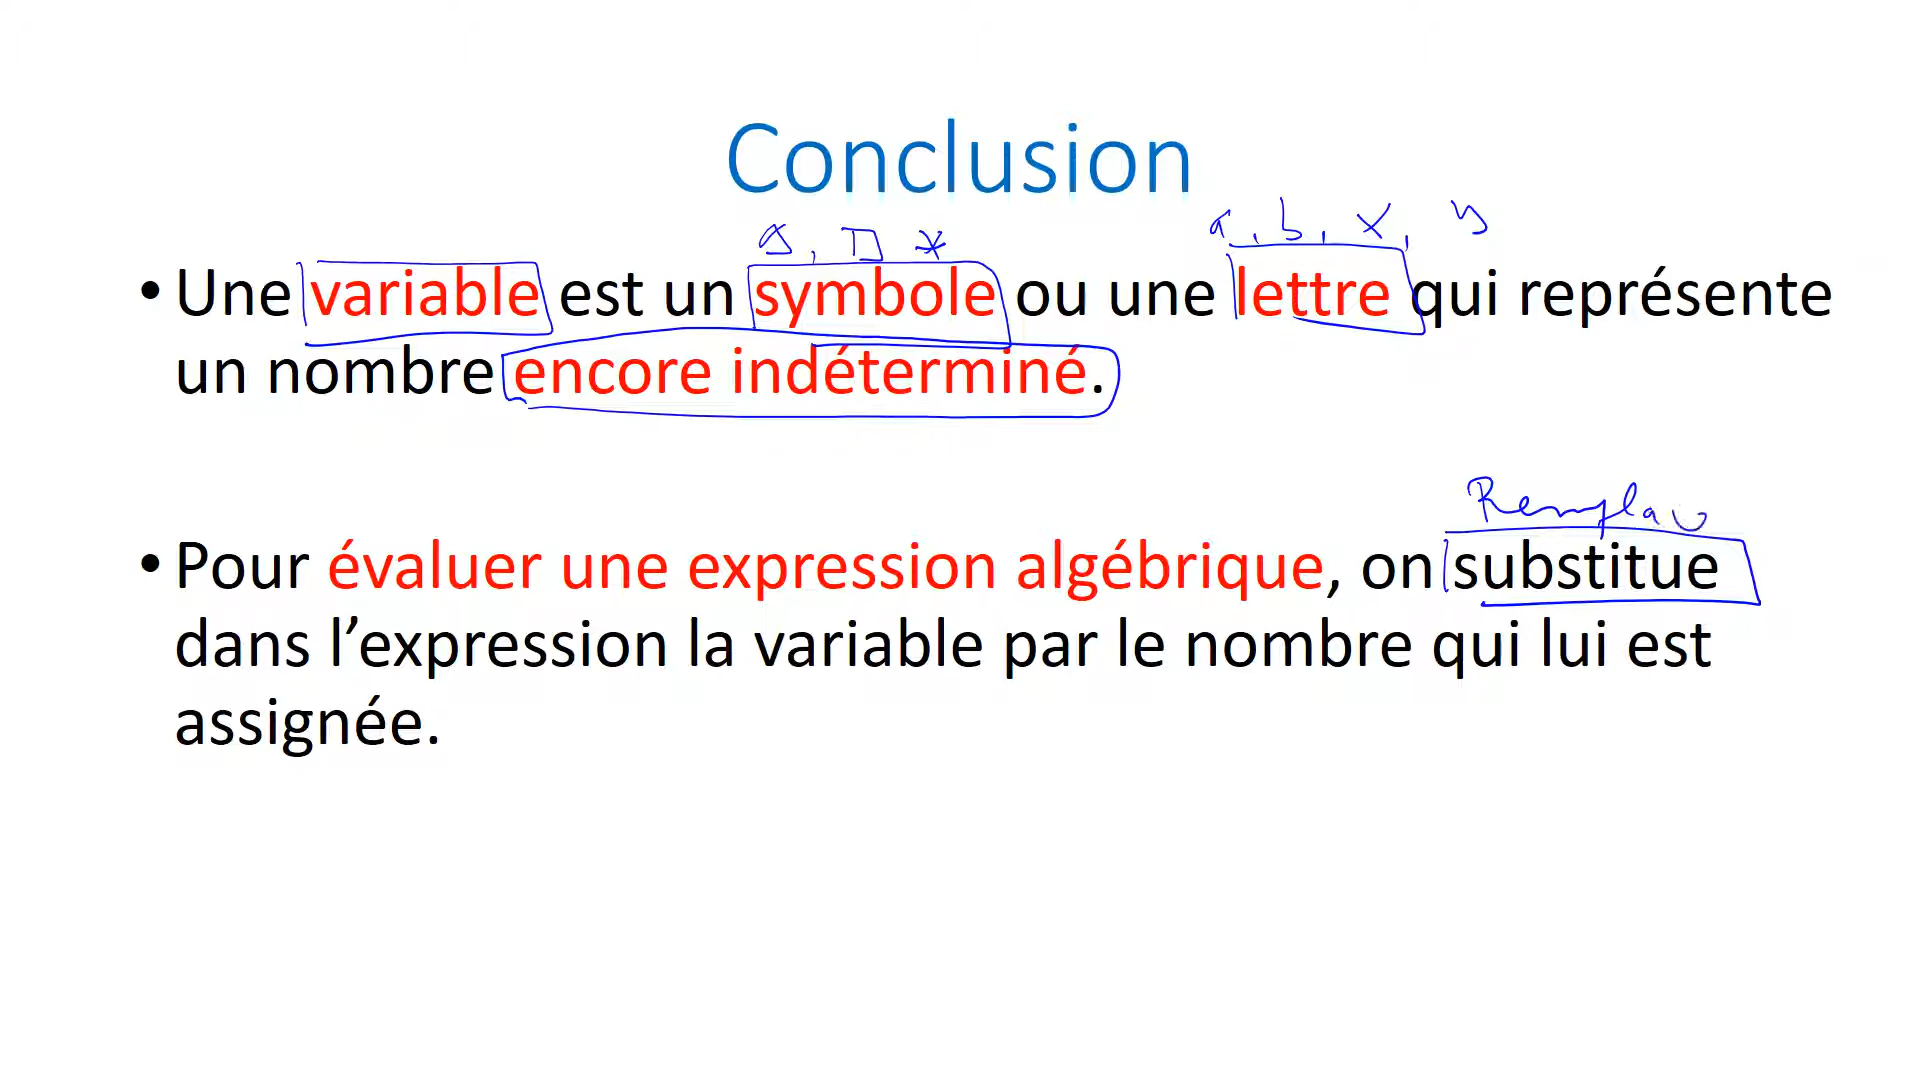 Conclusion
a, b, x, y
• Une variable est un symbole ou une lettre qui représente
un nombre encore indéterminé.
• Pour évaluer une expression algébrique, on substitue
dans l’expression la variable par le nombre qui lui est
assignée.